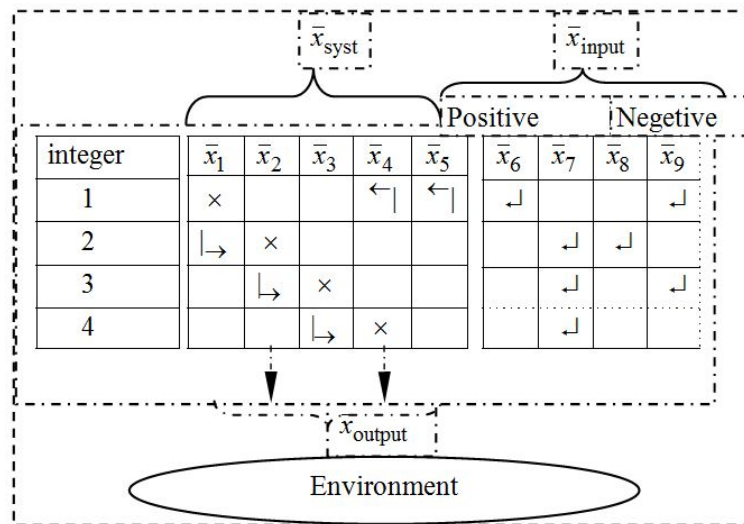 x̄syst x̄input
Positive Negetive
integer x̄1 x̄2 x̄3 x̄4 x̄5 x̄6 x̄7 x̄8 x̄9
1 × ←| ←| ↲ ↲
2 |→ × ↲ ↲
3 |→ × ↲ ↲
4 |→ × ↲
x̄output
Environment